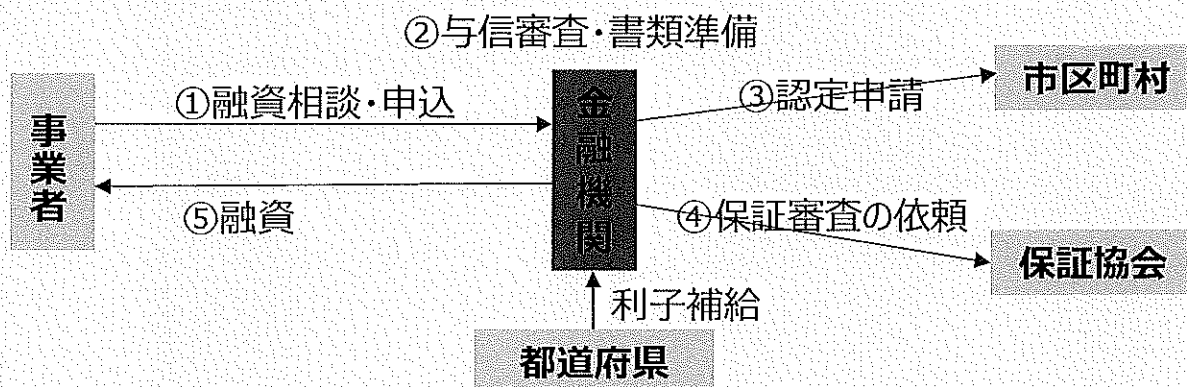 ②与信審査・書類準備
市区町村
①融資相談・申込
③認定申請
事業者
金融機関
⑤融資
④保証審査の依頼
保証協会
利子補給
都道府県